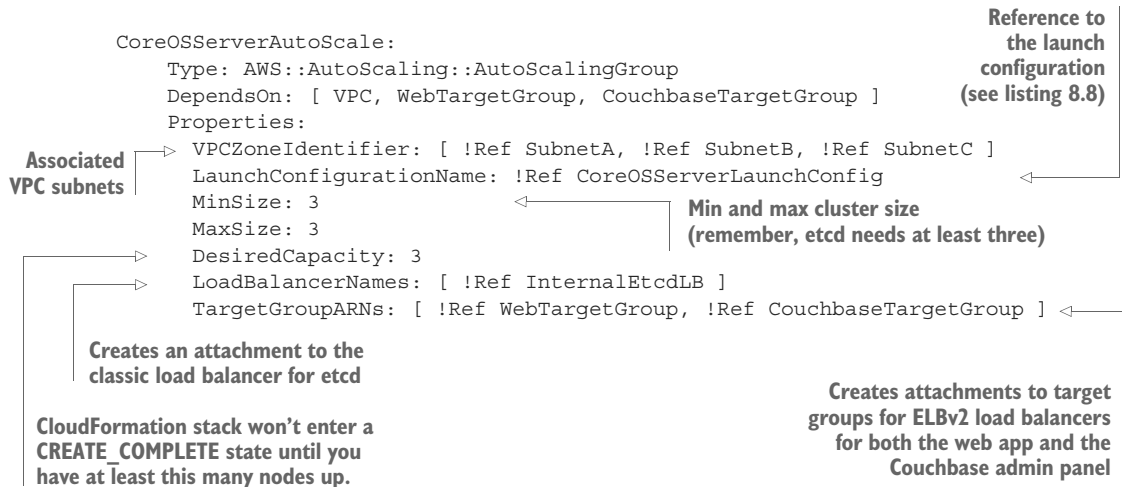 Reference to
the launch
configuration
(see listing 8.8)
CoreOSServerAutoScale:
Type: AWS::AutoScaling::AutoScalingGroup
DependsOn: [ VPC, WebTargetGroup, CouchbaseTargetGroup ]
Properties:
VPCZoneIdentifier: [ !Ref SubnetA, !Ref SubnetB, !Ref SubnetC ]
LaunchConfigurationName: !Ref CoreOSServerLaunchConfig
MinSize: 3
MaxSize: 3
DesiredCapacity: 3
LoadBalancerNames: [ !Ref InternalEtcdLB ]
TargetGroupARNs: [ !Ref WebTargetGroup, !Ref CouchbaseTargetGroup ]
Associated
VPC subnets
Min and max cluster size
(remember, etcd needs at least three)
Creates an attachment to the
classic load balancer for etcd
CloudFormation stack won't enter a
CREATE_COMPLETE state until you
have at least this many nodes up.
Creates attachments to target
groups for ELBv2 load balancers
for both the web app and the
Couchbase admin panel